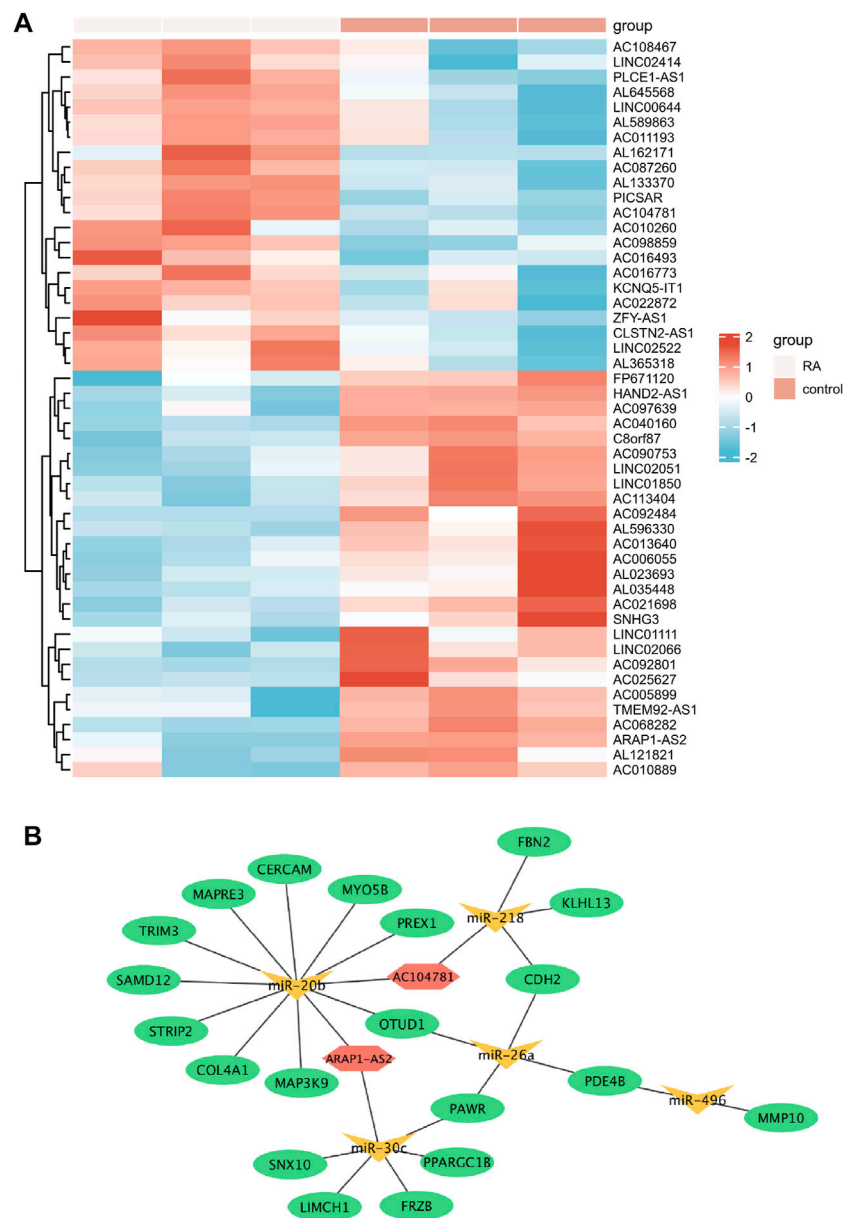 A
group
AC108467
LINC02414
PLCE1-AS1
AL645568
LINC00644
AL589863
AC011193
AL162171
AC087260
AL133370
PICSAR
AC104781
AC010260
AC098859
AC016493
AC016773
KCNQ5-IT1
AC022872
ZFY-AS1
CLSTN2-AS1
LINC02522
AL365318
FP671120
HAND2-AS1
AC097639
AC040160
C8orf87
AC090753
LINC02051
LINC01850
AC113404
AC092484
AL596330
AC013640
AC006055
AL023693
AL035448
AC021698
SNHG3
LINC01111
LINC02066
AC092801
AC025627
AC005899
TMEM92-AS1
AC068282
ARAP1-AS2
AL121821
AC010889
2
1
0
-1
-2
group
RA
control
B
FBN2
CERCAM
MAPRE3
MYO5B
KLHL13
miR-218
PREX1
TRIM3
AC104781
SAMD12
miR-20b
CDH2
STRIP2
OTUD1
ARAP1-AS2
miR-26a
COL4A1
MAP3K9
PDE4B
miR-496
PAWR
MMP10
miR-30c
SNX10
PPARGC1B
LIMCH1
FRZB